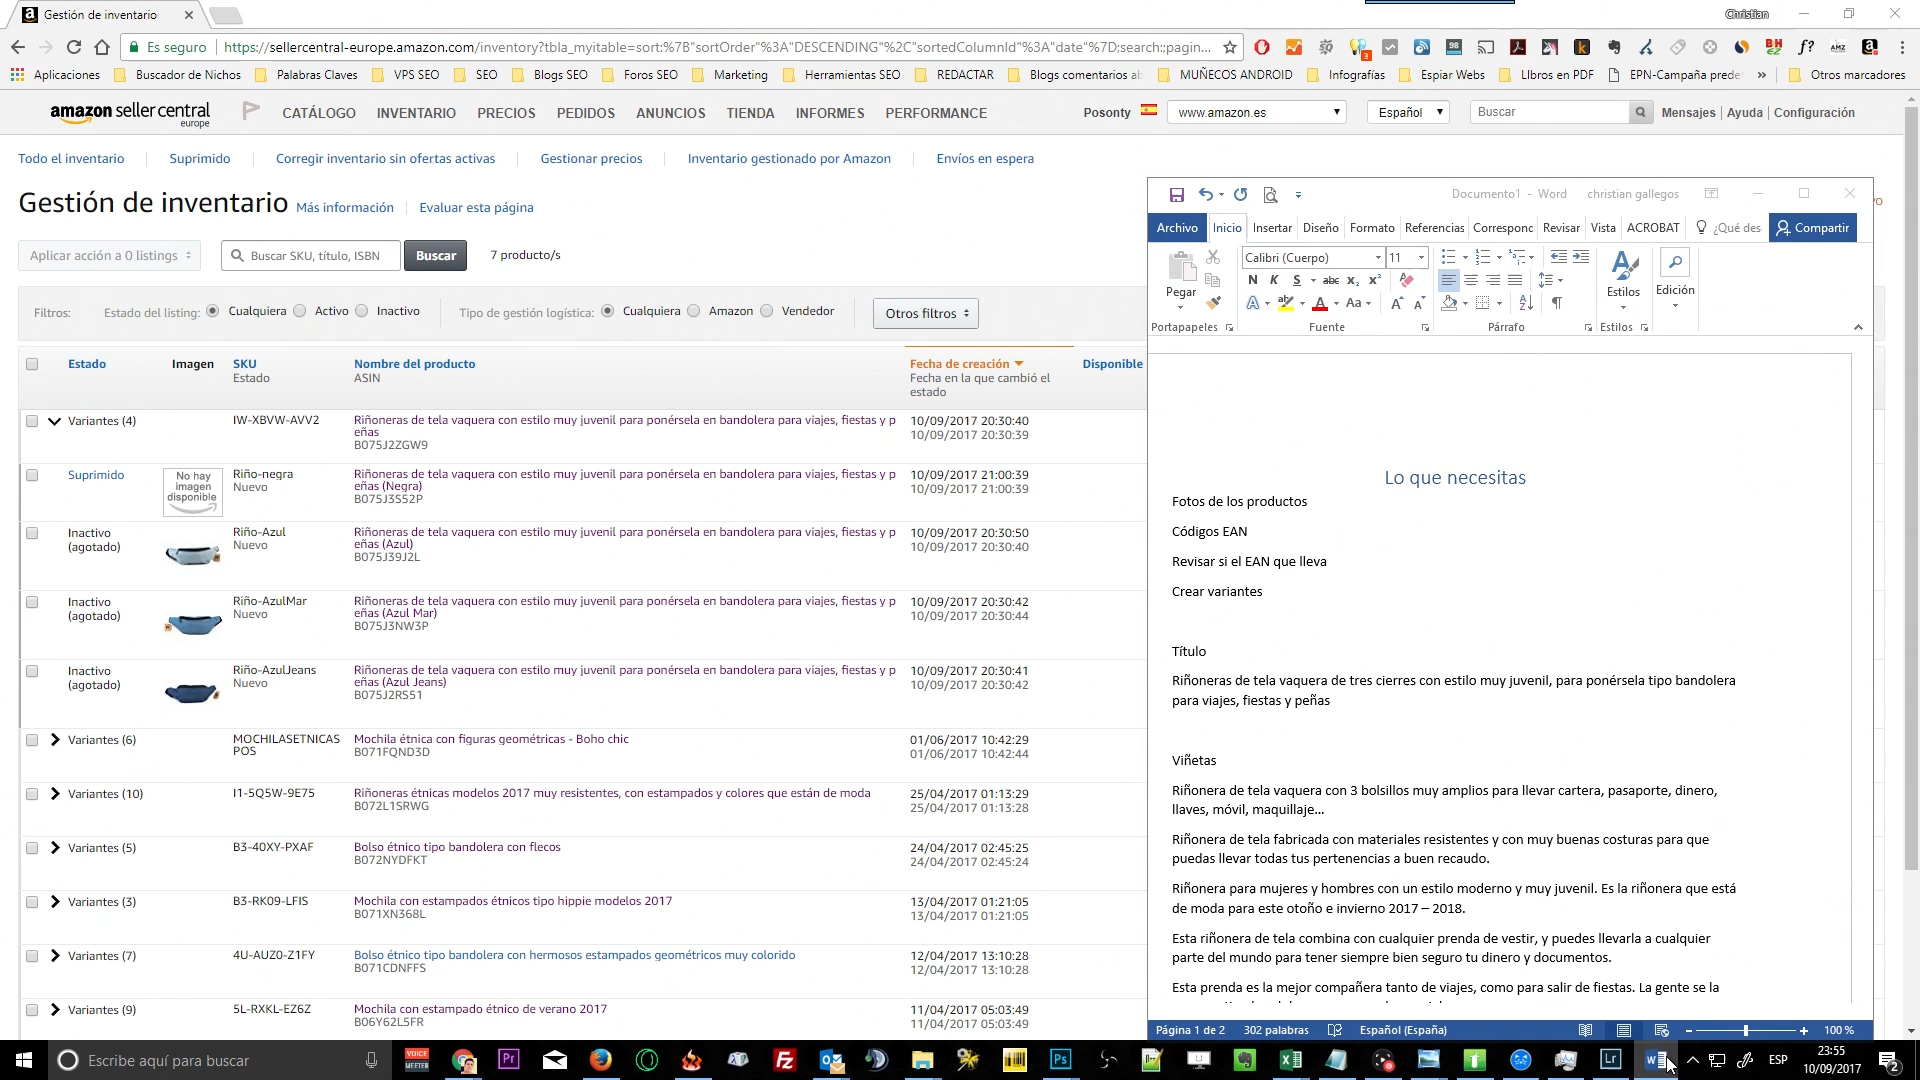 Gestión de inventario
Christian
Es seguro
https://sellercentral-europe.amazon.com/inventory?tbla_myitable=sort:%7B"sortOrder"%3A"DESCENDING"%2C"sortedColumnId"%3A"date"%7D;search:;pagin...
Aplicaciones
Buscador de Nichos
Palabras Claves
VPS SEO
SEO
Blogs SEO
Foros SEO
Marketing
Herramientas SEO
REDACTAR
Blogs comentarios ab
MUÑECOS ANDROID
Infografías
Espiar Webs
LIbros en PDF
EPN-Campaña prede
»
Otros marcadores
amazon seller central
europe
CATÁLOGO
INVENTARIO
PRECIOS
PEDIDOS
ANUNCIOS
TIENDA
INFORMES
PERFORMANCE
Posonty
www.amazon.es
Español
Buscar
Mensajes | Ayuda | Configuración
Todo el inventario
Suprimido
Corregir inventario sin ofertas activas
Gestionar precios
Inventario gestionado por Amazon
Envíos en espera
Gestión de inventario
Más información
Evaluar esta página
Aplicar acción a 0 listings
Buscar SKU, título, ISBN
Buscar
7 producto/s
Filtros:
Estado del listing:
Cualquiera
Activo
Inactivo
Tipo de gestión logística:
Cualquiera
Amazon
Vendedor
Otros filtros
Estado
Imagen
SKU
Estado
Nombre del producto
ASIN
Fecha de creación
Fecha en la que cambió el
estado
Disponible
Variantes (4)
IW-XBVW-AVV2
Riñoneras de tela vaquera con estilo muy juvenil para ponérsela en bandolera para viajes, fiestas y p
eñas
B075J2ZGW9
10/09/2017 20:30:40
10/09/2017 20:30:39
Suprimido
No hay
imagen
disponible
Riño-negra
Nuevo
Riñoneras de tela vaquera con estilo muy juvenil para ponérsela en bandolera para viajes, fiestas y p
eñas (Negra)
B075J3S52P
10/09/2017 21:00:39
10/09/2017 21:00:39
Inactivo
(agotado)
Riño-Azul
Nuevo
Riñoneras de tela vaquera con estilo muy juvenil para ponérsela en bandolera para viajes, fiestas y p
eñas (Azul)
B075J39J2L
10/09/2017 20:30:50
10/09/2017 20:30:40
Inactivo
(agotado)
Riño-AzulMar
Nuevo
Riñoneras de tela vaquera con estilo muy juvenil para ponérsela en bandolera para viajes, fiestas y p
eñas (Azul Mar)
B075J3NW3P
10/09/2017 20:30:42
10/09/2017 20:30:44
Inactivo
(agotado)
Riño-AzulJeans
Nuevo
Riñoneras de tela vaquera con estilo muy juvenil para ponérsela en bandolera para viajes, fiestas y p
eñas (Azul Jeans)
B075J2RS51
10/09/2017 20:30:41
10/09/2017 20:30:42
Variantes (6)
MOCHILASETNICAS
POS
Mochila étnica con figuras geométricas - Boho chic
B071FQND3D
01/06/2017 10:42:29
01/06/2017 10:42:44
Variantes (10)
I1-5Q5W-9E75
Riñoneras étnicas modelos 2017 muy resistentes, con estampados y colores que están de moda
B072L1SRWG
25/04/2017 01:13:29
25/04/2017 01:13:28
Variantes (5)
B3-40XY-PXAF
Bolso étnico tipo bandolera con flecos
B072NYDFKT
24/04/2017 02:45:25
24/04/2017 02:45:24
Variantes (3)
B3-RK09-LFIS
Mochila con estampados étnicos tipo hippie modelos 2017
B071XN368L
13/04/2017 01:21:05
13/04/2017 01:21:05
Variantes (7)
4U-AUZ0-Z1FY
Bolso étnico tipo bandolera con hermosos estampados geométricos muy colorido
B071CDNFFS
12/04/2017 13:10:28
12/04/2017 13:10:28
Variantes (9)
5L-RXKL-EZ6Z
Mochila con estampado étnico de verano 2017
B06Y62L5FR
11/04/2017 05:03:49
11/04/2017 05:03:49
Documento1 - Word
christian gallegos
Archivo
Inicio
Insertar
Diseño
Formato
Referencias
Corresponc
Revisar
Vista
ACROBAT
¿Qué des
Compartir
Pegar
Calibri (Cuerpo)
11
N K S abc x₂ x²
Estilos
Edición
Portapapeles
Fuente
Párrafo
Estilos
Lo que necesitas
Fotos de los productos
Códigos EAN
Revisar si el EAN que lleva
Crear variantes
Título
Riñoneras de tela vaquera de tres cierres con estilo muy juvenil, para ponérsela tipo bandolera
para viajes, fiestas y peñas
Viñetas
Riñonera de tela vaquera con 3 bolsillos muy amplios para llevar cartera, pasaporte, dinero,
llaves, móvil, maquillaje...
Riñonera de tela fabricada con materiales resistentes y con muy buenas costuras para que
puedas llevar todas tus pertenencias a buen recaudo.
Riñonera para mujeres y hombres con un estilo moderno y muy juvenil. Es la riñonera que está
de moda para este otoño e invierno 2017 – 2018.
Esta riñonera de tela combina con cualquier prenda de vestir, y puedes llevarla a cualquier
parte del mundo para tener siempre bien seguro tu dinero y documentos.
Esta prenda es la mejor compañera tanto de viajes, como para salir de fiestas. La gente se la
Página 1 de 2
302 palabras
Español (España)
100 %
Escribe aquí para buscar
ESP
23:55
10/09/2017
2